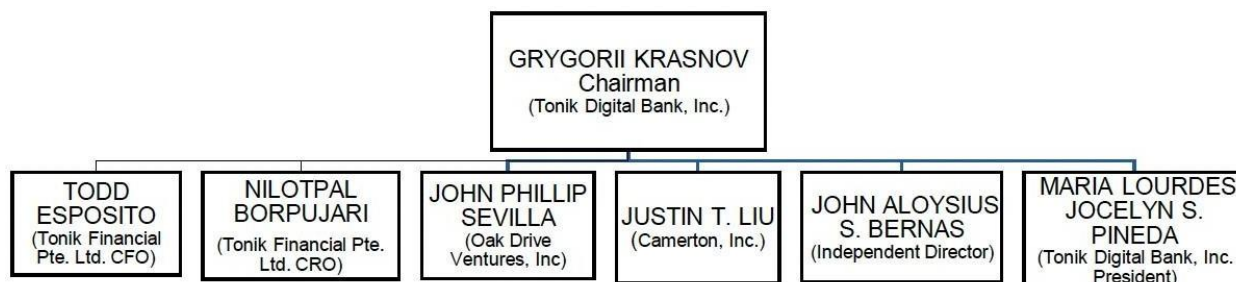 GRYGORII KRASNOV
Chairman
(Tonik Digital Bank, Inc.)
TODD
ESPOSITO
(Tonik Financial
Pte. Ltd. CFO)
NILOTPAL
BORPUJARI
(Tonik Financial Pte.
Ltd. CRO)
JOHN PHILLIP
SEVILLA
(Oak Drive
Ventures, Inc)
JUSTIN T. LIU
(Camerton, Inc.)
JOHN ALOYSIUS
S. BERNAS
(Independent Director)
MARIA LOURDES
JOCELYN S.
PINEDA
(Tonik Digital Bank, Inc.
President)